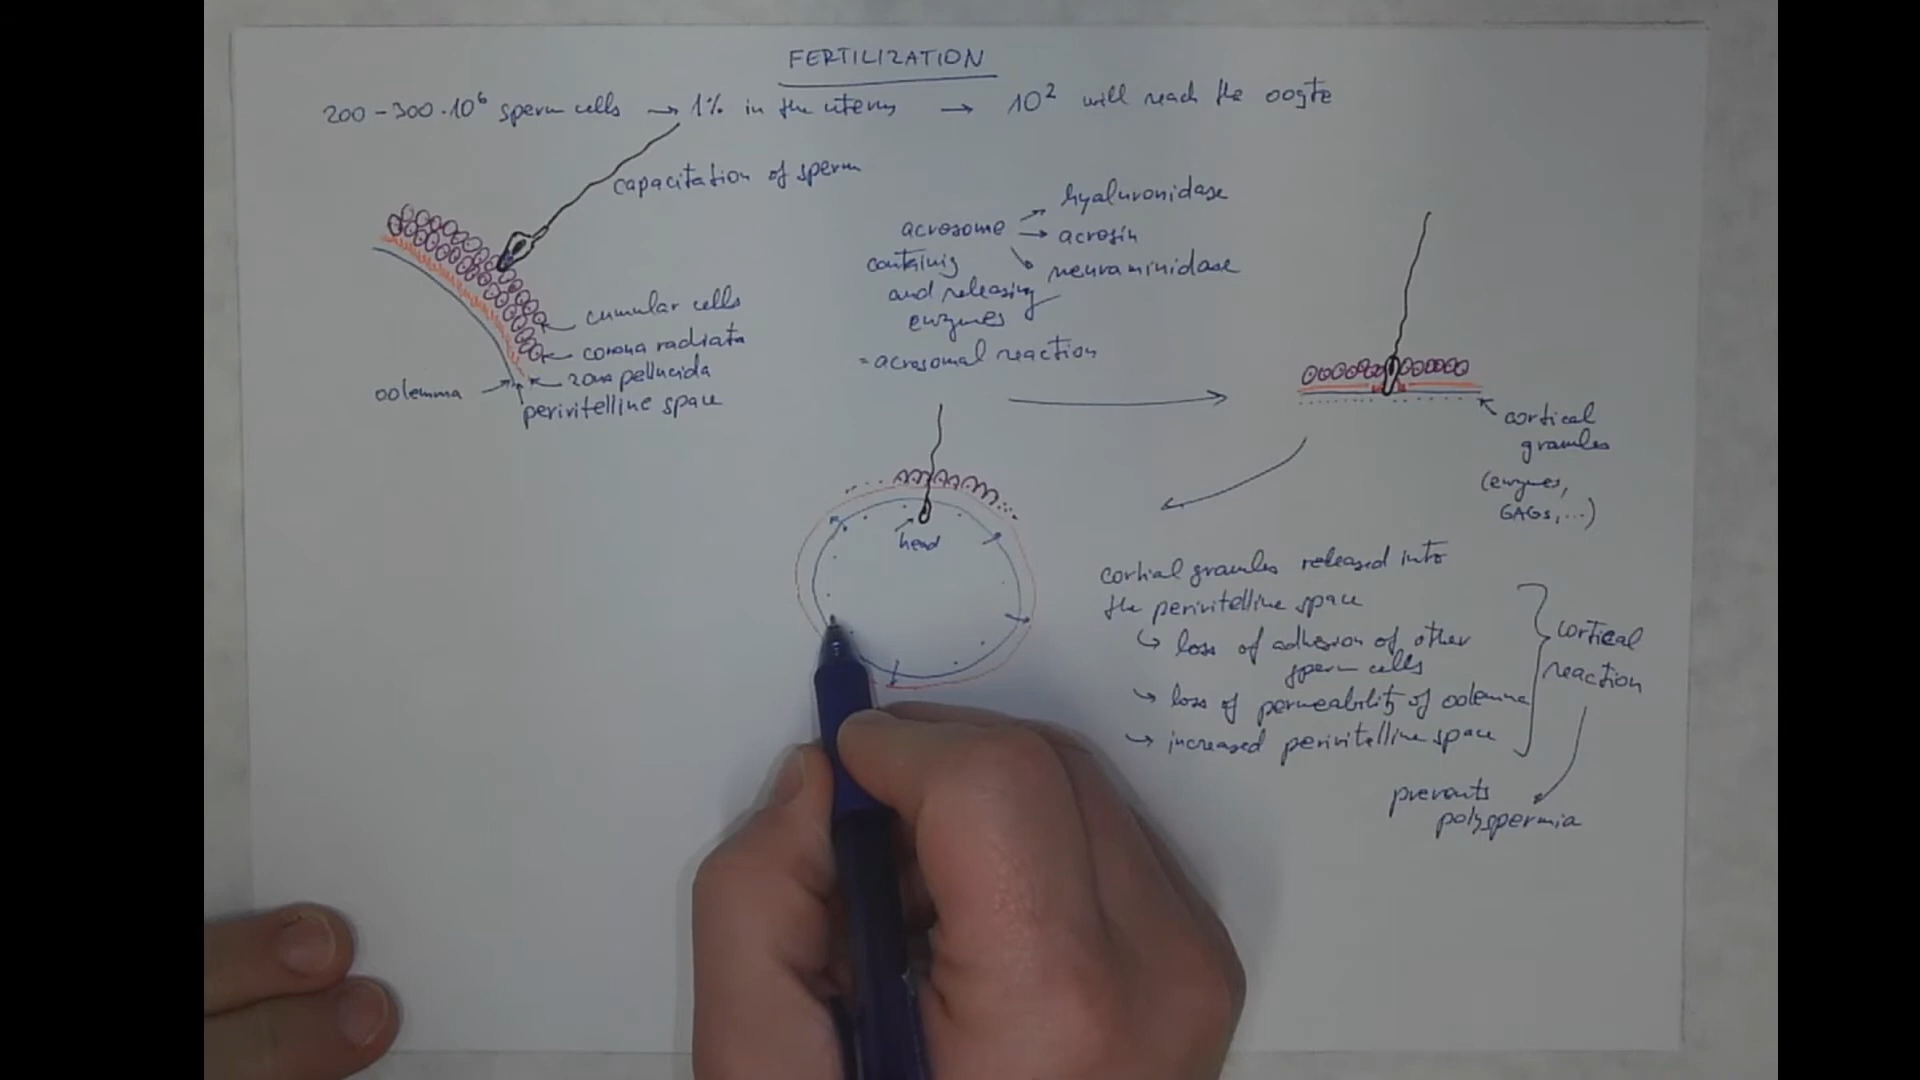 FERTILIZATION
200-300·10⁶ sperm cells → 1% in the uterus → 10² will reach the oogte
capacitation of sperm
cumular cells
corona radiata
zona pellucida
oolemma
perivitelline space
acrosome → hyaluronidase
→ acrosin
→ neuraminidase
containig
and releasing
enzymes
= acrosomal reaction
cortical
granules
(enzymes,
GAGs,...)
head
cortial granules released into
the perivitelline space
↳ loss of adhesion of other
sperm cells
↳ loss of permeability of oolemma
↳ increased perivitelline space
cortical
reaction
prevents
polyspermia